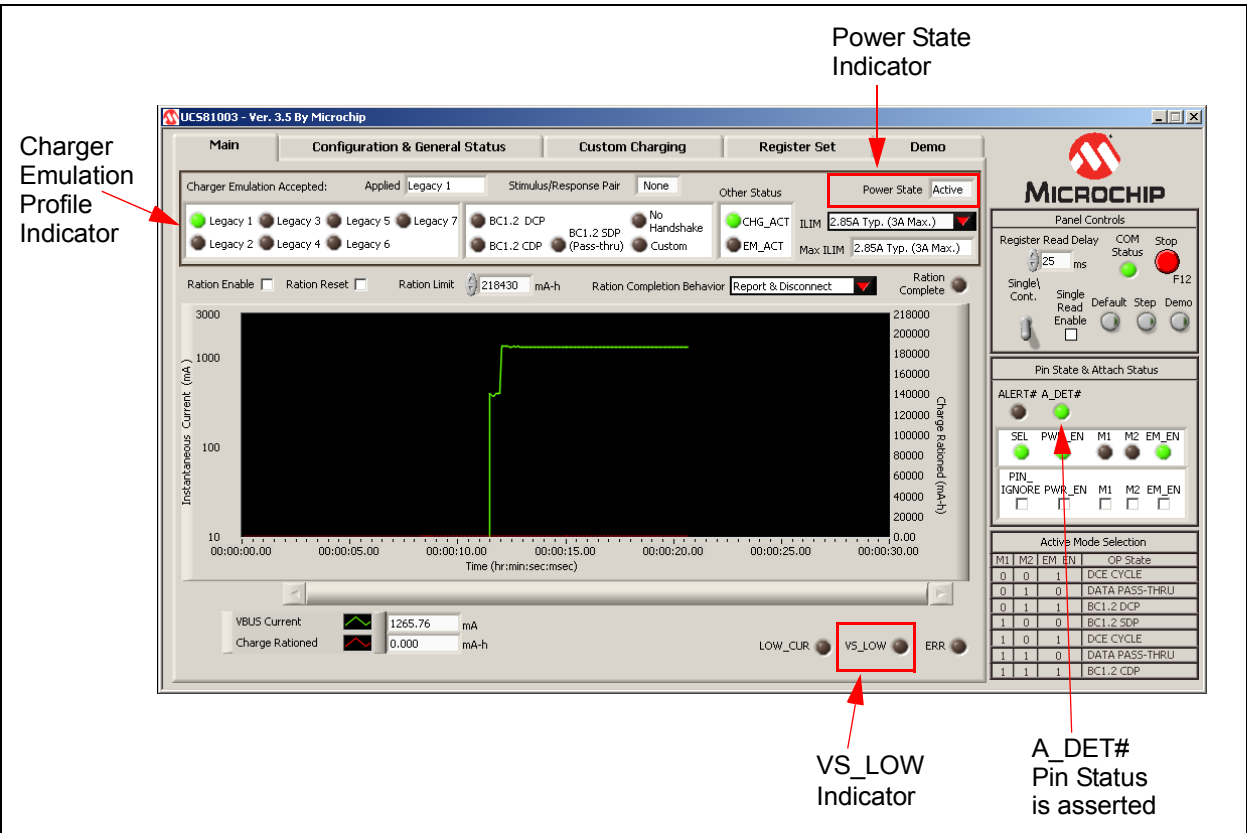 Power State
Indicator
Charger
Emulation
Profile
Indicator
UCS81003 - Ver. 3.5 By Microchip
Main
Configuration & General Status
Custom Charging
Register Set
Demo
Charger Emulation Accepted:
Applied
Legacy 1
Stimulus/Response Pair
None
Other Status
Power State
Active
Legacy 1
Legacy 3
Legacy 5
Legacy 7
Legacy 2
Legacy 4
Legacy 6
BC1.2 DCP
BC1.2 CDP
BC1.2 SDP
(Pass-thru)
No
Handshake
Custom
CHG_ACT
EM_ACT
ILIM
2.85A Typ. (3A Max.)
Max ILIM
2.85A Typ. (3A Max.)
Ration Enable
Ration Reset
Ration Limit
218430
mA-h
Ration Completion Behavior
Report & Disconnect
Ration
Complete
3000
1000
100
10
Instantaneous Current (mA)
218000
200000
180000
160000
140000
120000
100000
80000
60000
40000
20000
0.00
Charge Rationed (mA-h)
00:00:00.00
00:00:05.00
00:00:10.00
00:00:15.00
00:00:20.00
00:00:25.00
00:00:30.00
Time (hr:min:sec:msec)
VBUS Current
1265.76
mA
Charge Rationed
0.000
mA-h
LOW_CUR
VS_LOW
ERR
MICROCHIP
Panel Controls
Register Read Delay
25
ms
COM
Status
Stop
F12
Single\
Cont.
Single
Read
Enable
Default
Step
Demo
Pin State & Attach Status
ALERT#
A_DET#
SEL
PWR_EN
M1
M2
EM_EN
PIN_
IGNORE
PWR_EN
M1
M2
EM_EN
Active Mode Selection
M1 M2 EM_EN OP State
0 0 1 DCE CYCLE
0 1 0 DATA PASS-THRU
0 1 1 BC1.2 DCP
1 0 0 BC1.2 SDP
1 0 1 DCE CYCLE
1 1 0 DATA PASS-THRU
1 1 1 BC1.2 CDP
VS_LOW
Indicator
A_DET#
Pin Status
is asserted